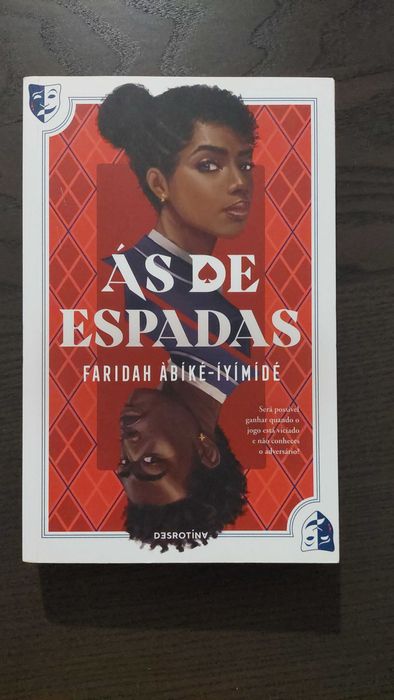 ÁS DE
ESPADAS
FARIDAH ÀBÍKÉ-ÍYÍMÍDÉ
Será possível
ganhar quando o
jogo está viciado
e não conheces
o adversário?
DESROTINA